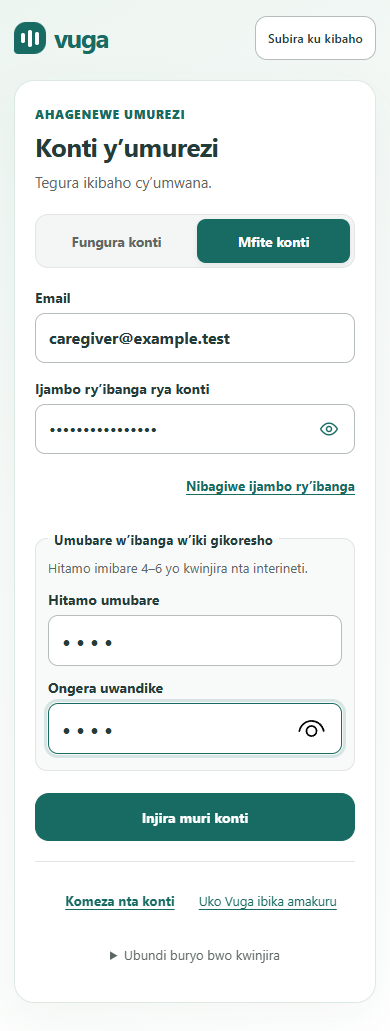 vuga
Subira ku kibaho
AHAGENEWE UMUREZI
Konti y’umurezi
Tegura ikibaho cy’umwana.
Fungura konti
Mfite konti
Email
caregiver@example.test
Ijambo ry’ibanga rya konti
••••••••••••••••
Nibagiwe ijambo ry’ibanga
Umubare w’ibanga w’iki gikoresho
Hitamo imibare 4–6 yo kwinjira nta interineti.
Hitamo umubare
••••
Ongera uwandike
••••
Injira muri konti
Komeza nta konti
Uko Vuga ibika amakuru
▶ Ubundi buryo bwo kwinjira